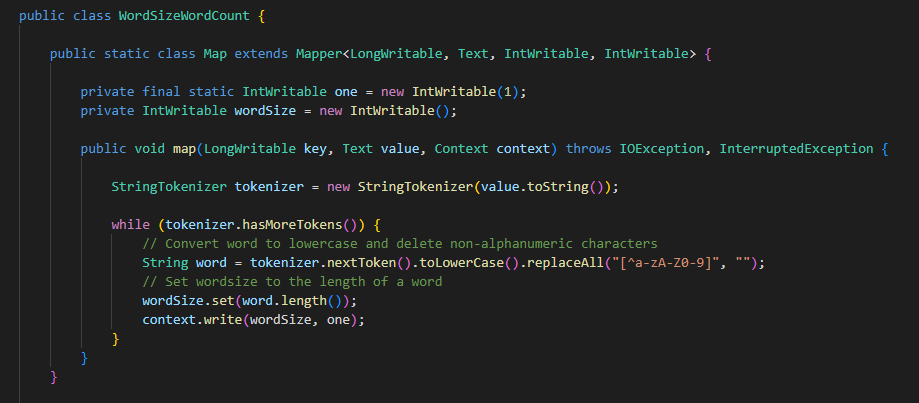 public class WordSizeWordCount {
public static class Map extends Mapper<LongWritable, Text, IntWritable, IntWritable> {
private final static IntWritable one = new IntWritable(1);
private IntWritable wordSize = new IntWritable();
public void map(LongWritable key, Text value, Context context) throws IOException, InterruptedException {
StringTokenizer tokenizer = new StringTokenizer(value.toString());
while (tokenizer.hasMoreTokens()) {
// Convert word to lowercase and delete non-alphanumeric characters
String word = tokenizer.nextToken().toLowerCase().replaceAll("[^a-zA-Z0-9]", "");
// Set wordsize to the length of a word
wordSize.set(word.length());
context.write(wordSize, one);
}
}
}